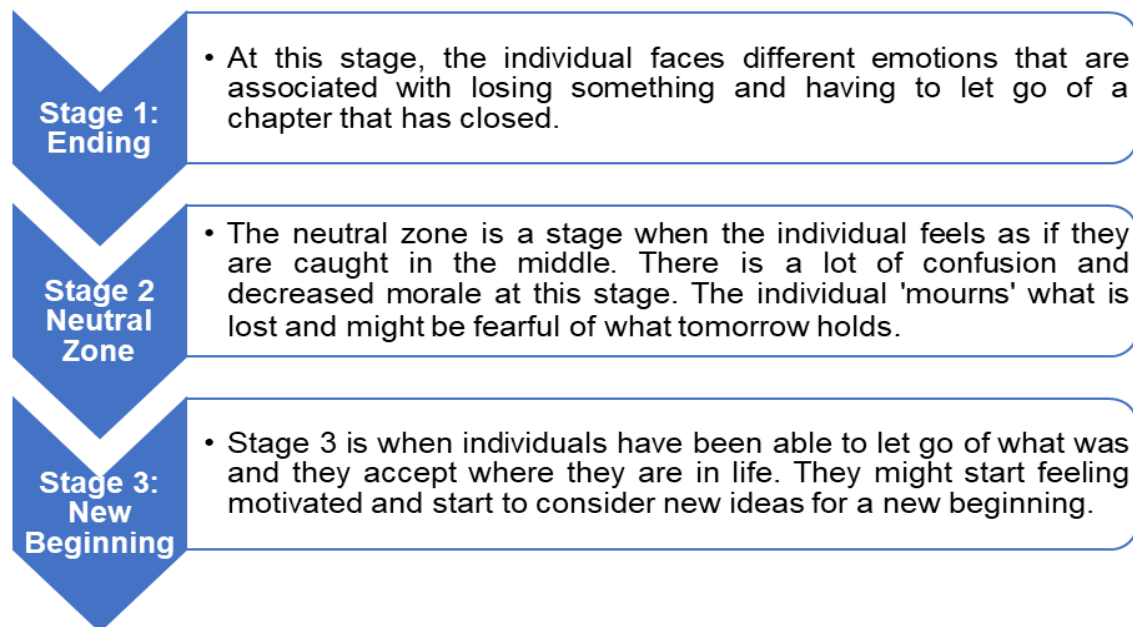 Stage 1:
Ending
• At this stage, the individual faces different emotions that are
associated with losing something and having to let go of a
chapter that has closed.
Stage 2
Neutral
Zone
• The neutral zone is a stage when the individual feels as if they
are caught in the middle. There is a lot of confusion and
decreased morale at this stage. The individual 'mourns' what is
lost and might be fearful of what tomorrow holds.
Stage 3:
New
Beginning
• Stage 3 is when individuals have been able to let go of what was
and they accept where they are in life. They might start feeling
motivated and start to consider new ideas for a new beginning.